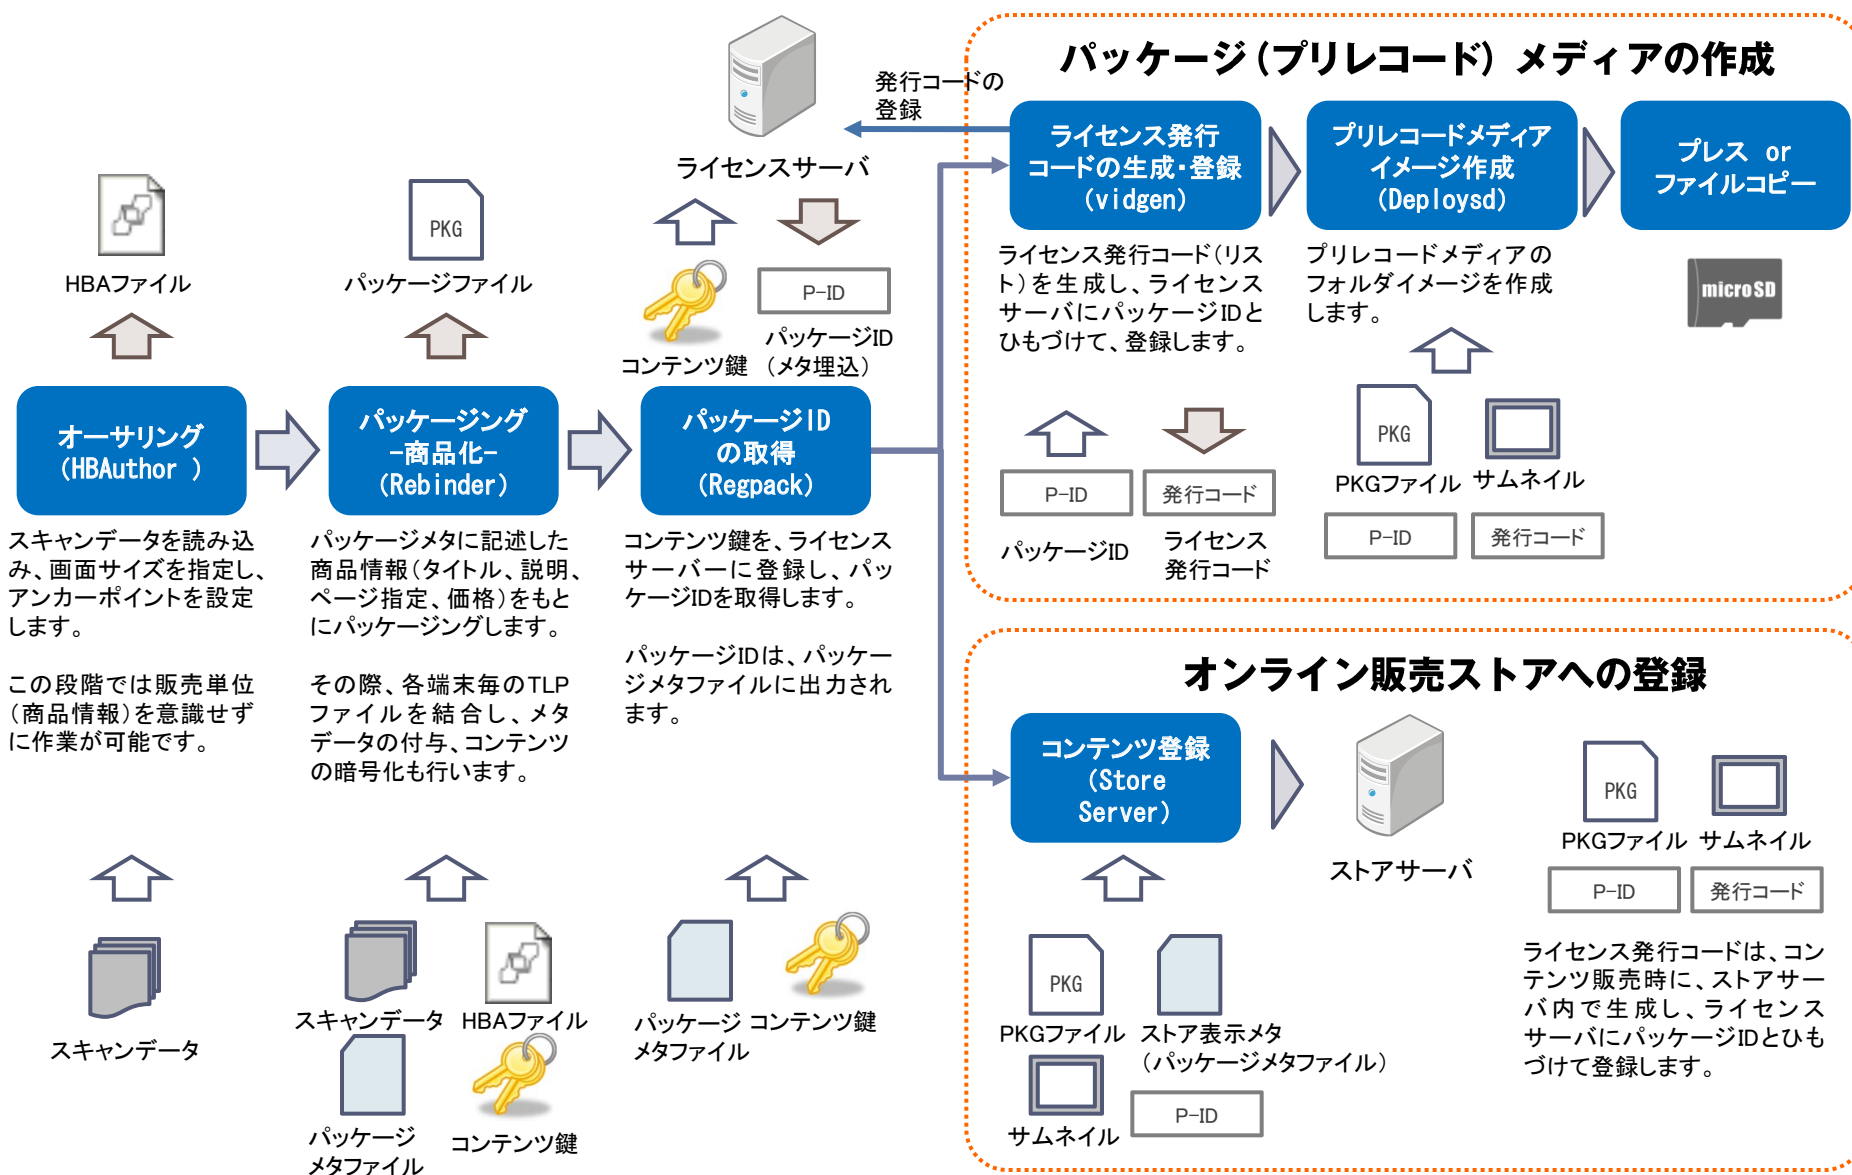 ライセンスサーバ
発行コードの
登録
HBAファイル
PKG
パッケージファイル
コンテンツ鍵
P-ID
パッケージID
(メタ埋込)
オーサリング
(HBAuthor )
パッケージング
-商品化-
(Rebinder)
パッケージID
の取得
(Regpack)
スキャンデータを読み込
み、画面サイズを指定し、
アンカーポイントを設定
します。
この段階では販売単位
(商品情報)を意識せず
に作業が可能です。
パッケージメタに記述した
商品情報(タイトル、説明、
ページ指定、価格)をもと
にパッケージングします。
その際、各端末毎のTLP
ファイルを結合し、メタ
データの付与、コンテンツ
の暗号化も行います。
コンテンツ鍵を、ライセンス
サーバーに登録し、パッ
ケージIDを取得します。
パッケージIDは、パッケー
ジメタファイルに出力され
ます。
スキャンデータ
スキャンデータ
HBAファイル
パッケージ
メタファイル
コンテンツ鍵
パッケージ
メタファイル
コンテンツ鍵
パッケージ(プリレコード) メディアの作成
ライセンス発行
コードの生成・登録
(vidgen)
プリレコードメディア
イメージ作成
(Deploysd)
プレス or
ファイルコピー
ライセンス発行コード(リス
ト)を生成し、ライセンス
サーバにパッケージIDと
ひもづけて、登録します。
プリレコードメディアの
フォルダイメージを作成
します。
microSD
P-ID
発行コード
パッケージID
ライセンス
発行コード
PKG
PKGファイル
サムネイル
P-ID
発行コード
オンライン販売ストアへの登録
コンテンツ登録
(Store
Server)
ストアサーバ
PKG
PKGファイル
サムネイル
P-ID
発行コード
ライセンス発行コードは、コン
テンツ販売時に、ストアサー
バ内で生成し、ライセンス
サーバにパッケージIDとひも
づけて登録します。
PKG
PKGファイル
ストア表示メタ
(パッケージメタファイル)
サムネイル
P-ID